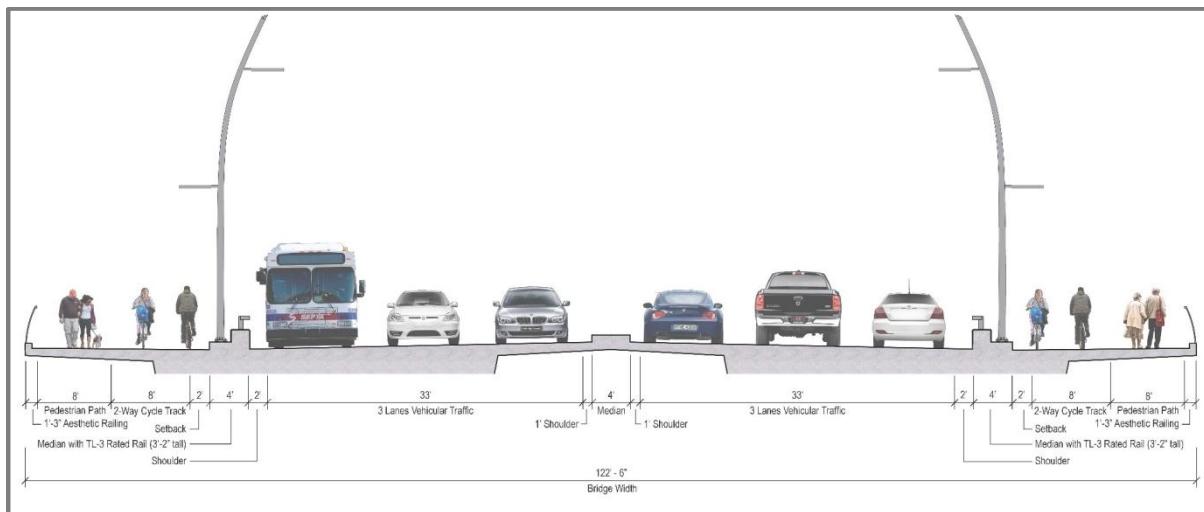 SEPTA
8' 8' 2' 4' 2' 33' 4' 33' 2' 4' 2' 8' 8'
Pedestrian Path 2-Way Cycle Track 3 Lanes Vehicular Traffic 1' Shoulder Median 1' Shoulder 3 Lanes Vehicular Traffic 2-Way Cycle Track Pedestrian Path
1'-3" Aesthetic Railing Setback Setback 1'-3" Aesthetic Railing
Median with TL-3 Rated Rail (3'-2" tall) Median with TL-3 Rated Rail (3'-2" tall)
Shoulder Shoulder
122' - 6"
Bridge Width